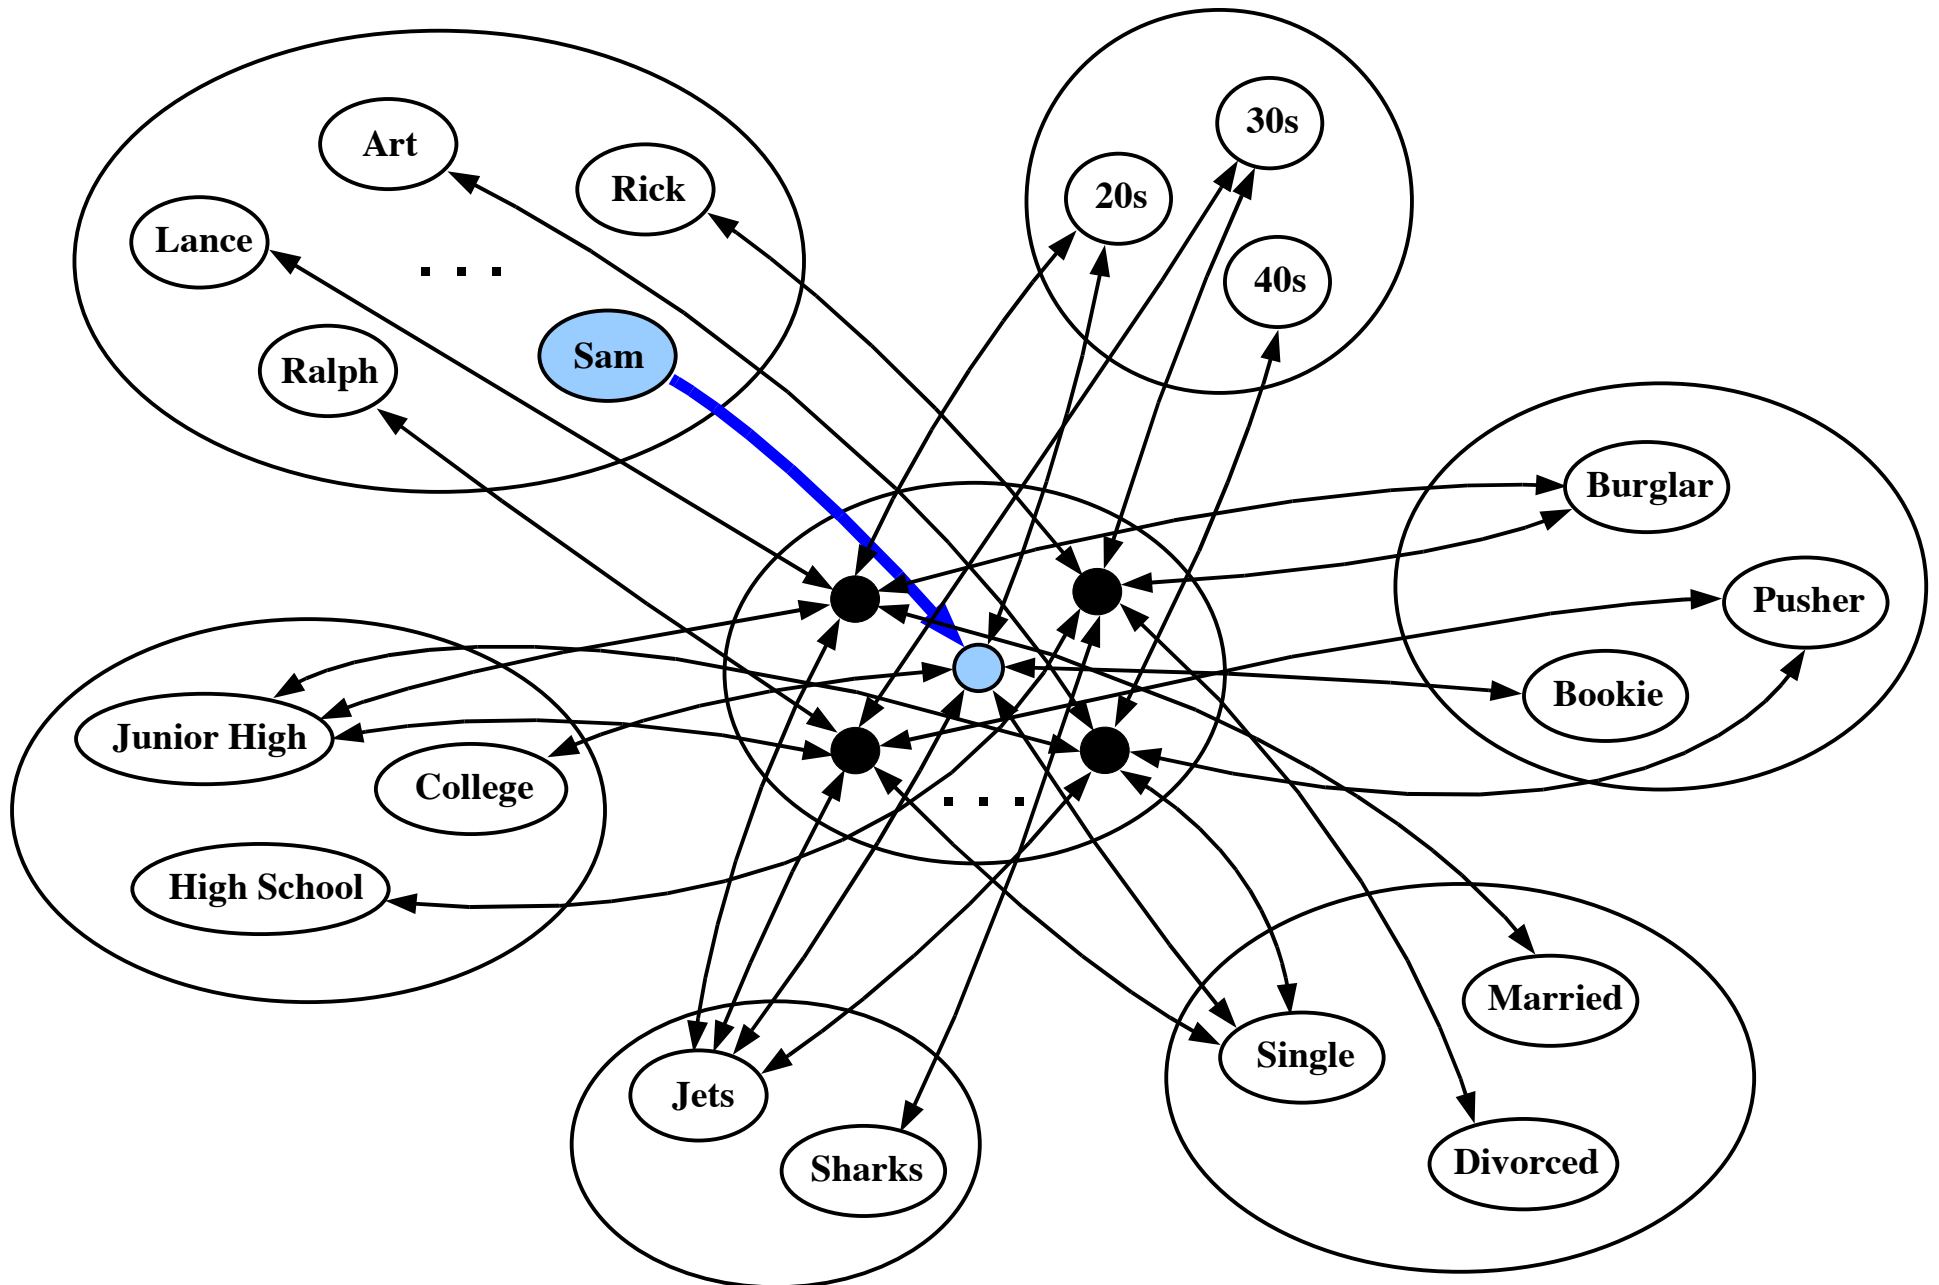 Art
Rick
Lance
. . .
Ralph
Sam
30s
20s
40s
Burglar
Pusher
Bookie
Junior High
College
High School
. . .
Jets
Sharks
Married
Single
Divorced